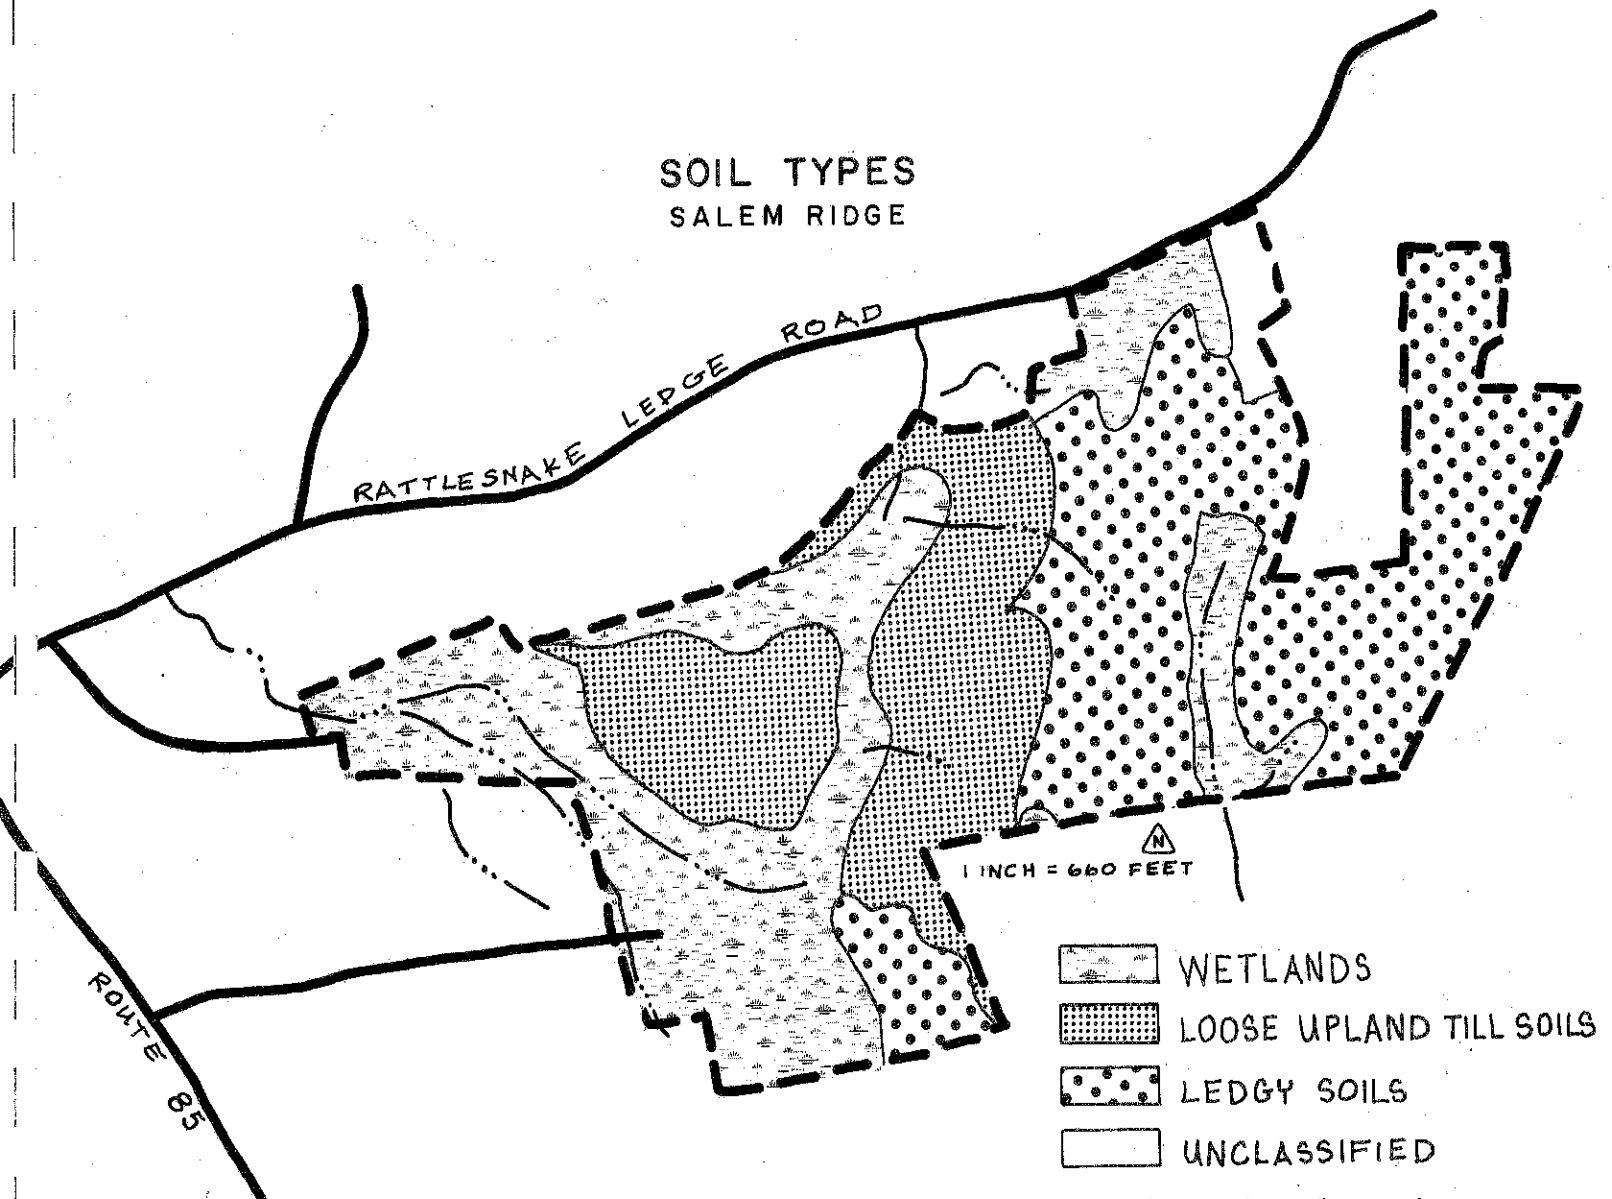 SOIL TYPES
SALEM RIDGE
RATTLESNAKE LEDGE ROAD
N
1 INCH = 660 FEET
ROUTE 85
WETLANDS
LOOSE UPLAND TILL SOILS
LEDGY SOILS
UNCLASSIFIED